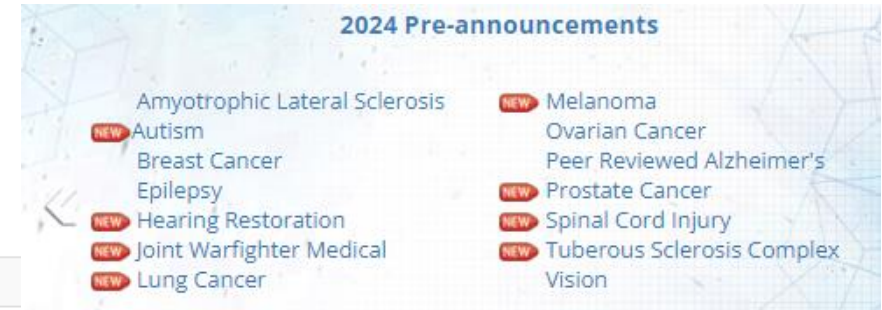 2024 Pre-announcements
Amyotrophic Lateral Sclerosis
NEW Autism
Breast Cancer
Epilepsy
NEW Hearing Restoration
NEW Joint Warfighter Medical
NEW Lung Cancer
NEW Melanoma
Ovarian Cancer
Peer Reviewed Alzheimer's
NEW Prostate Cancer
NEW Spinal Cord Injury
NEW Tuberous Sclerosis Complex
Vision